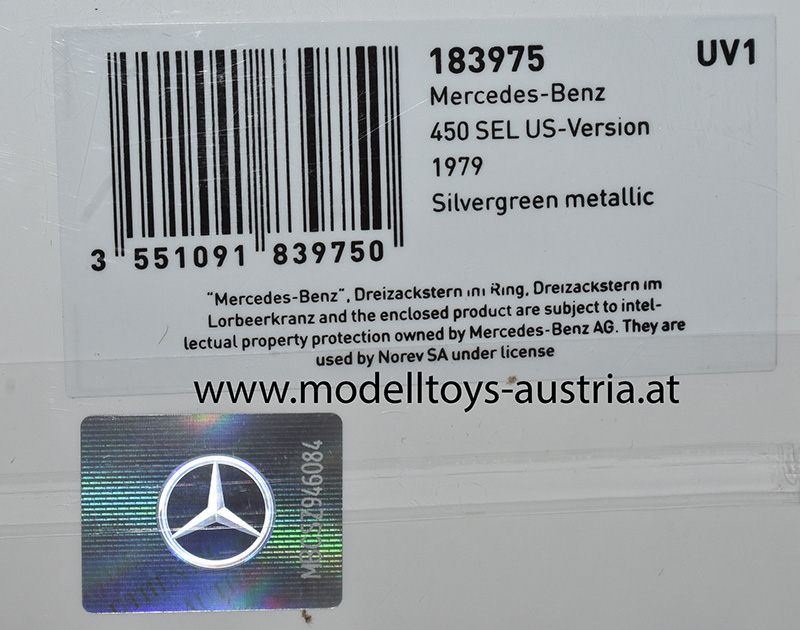 183975
UV1
Mercedes-Benz
450 SEL US-Version
1979
Silvergreen metallic
3 551091 839750
"Mercedes-Benz", Dreizackstern im Ring, Dreizackstern im
Lorbeerkranz and the enclosed product are subject to intel-
lectual property protection owned by Mercedes-Benz AG. They are
used by Norev SA under license
www.modelltoys-austria.at